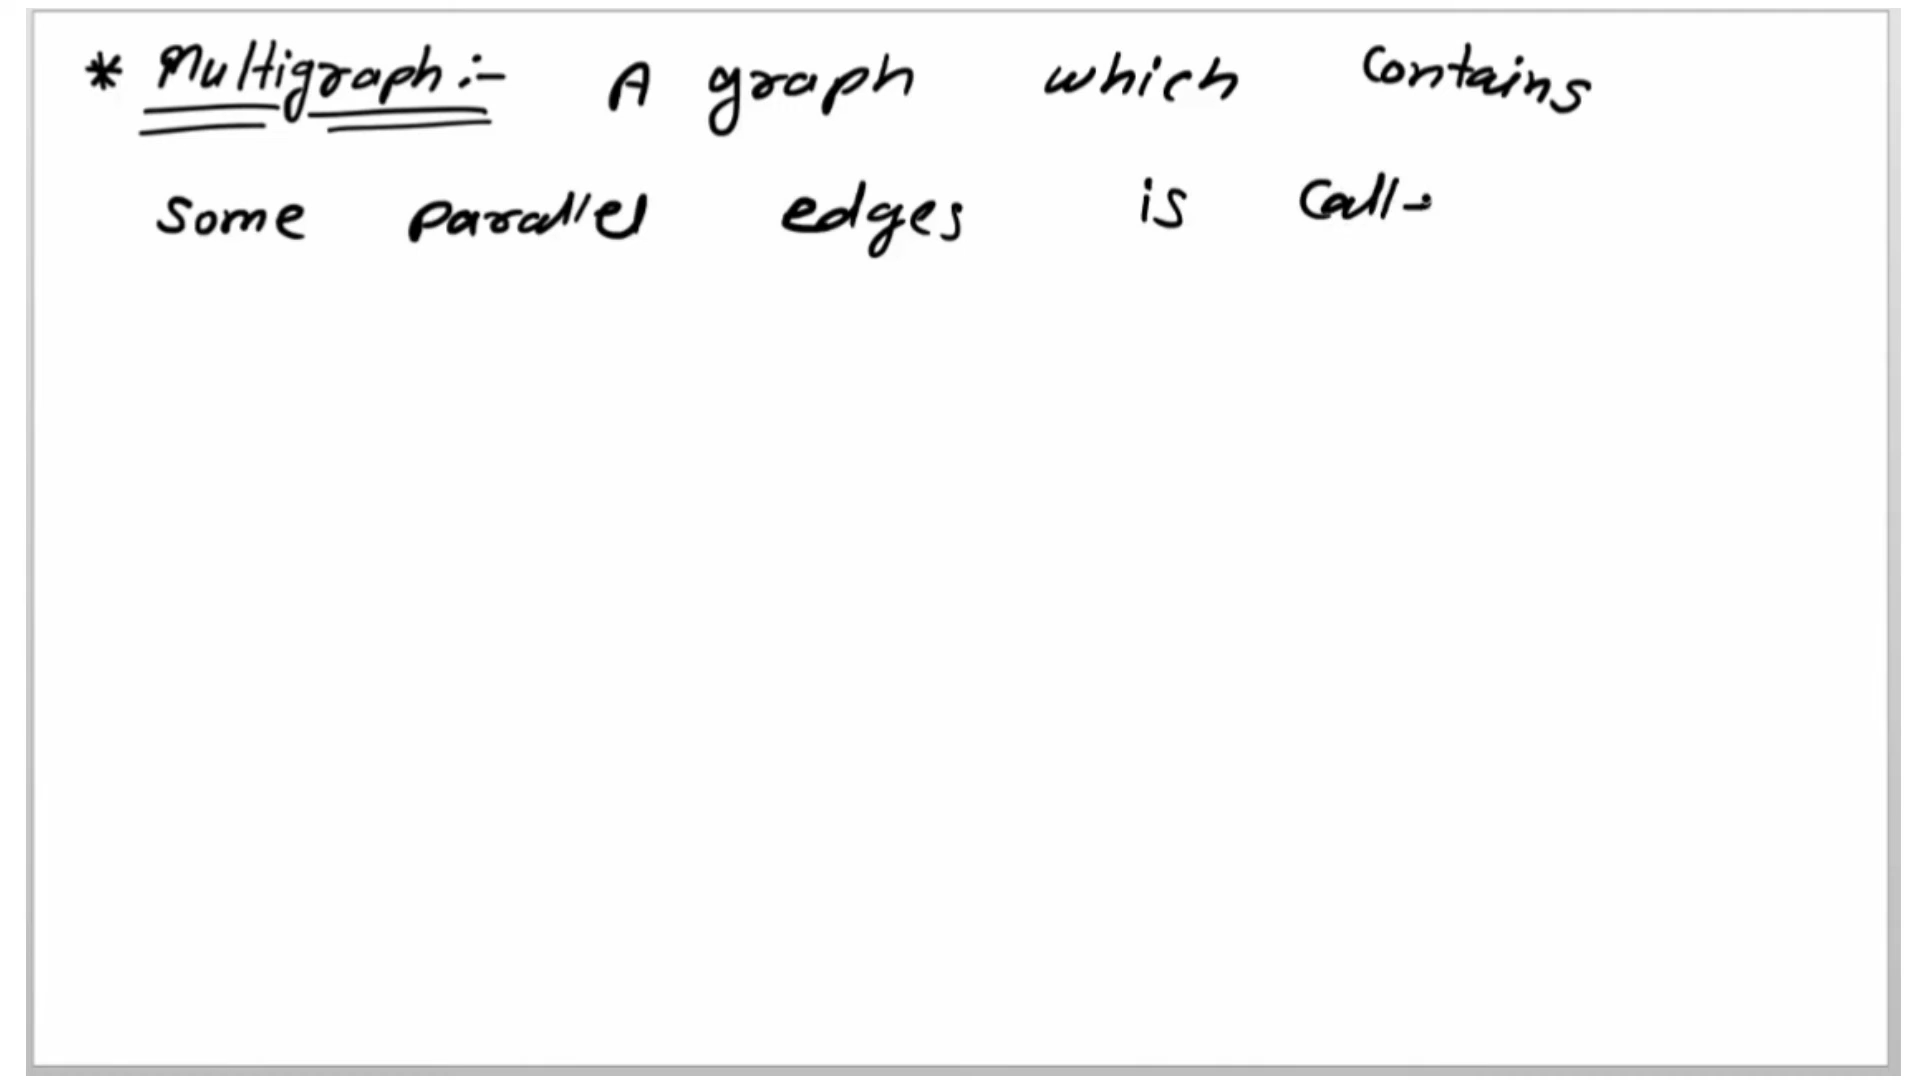 * Multigraph :- A graph which Contains
some parallel edges is Call-